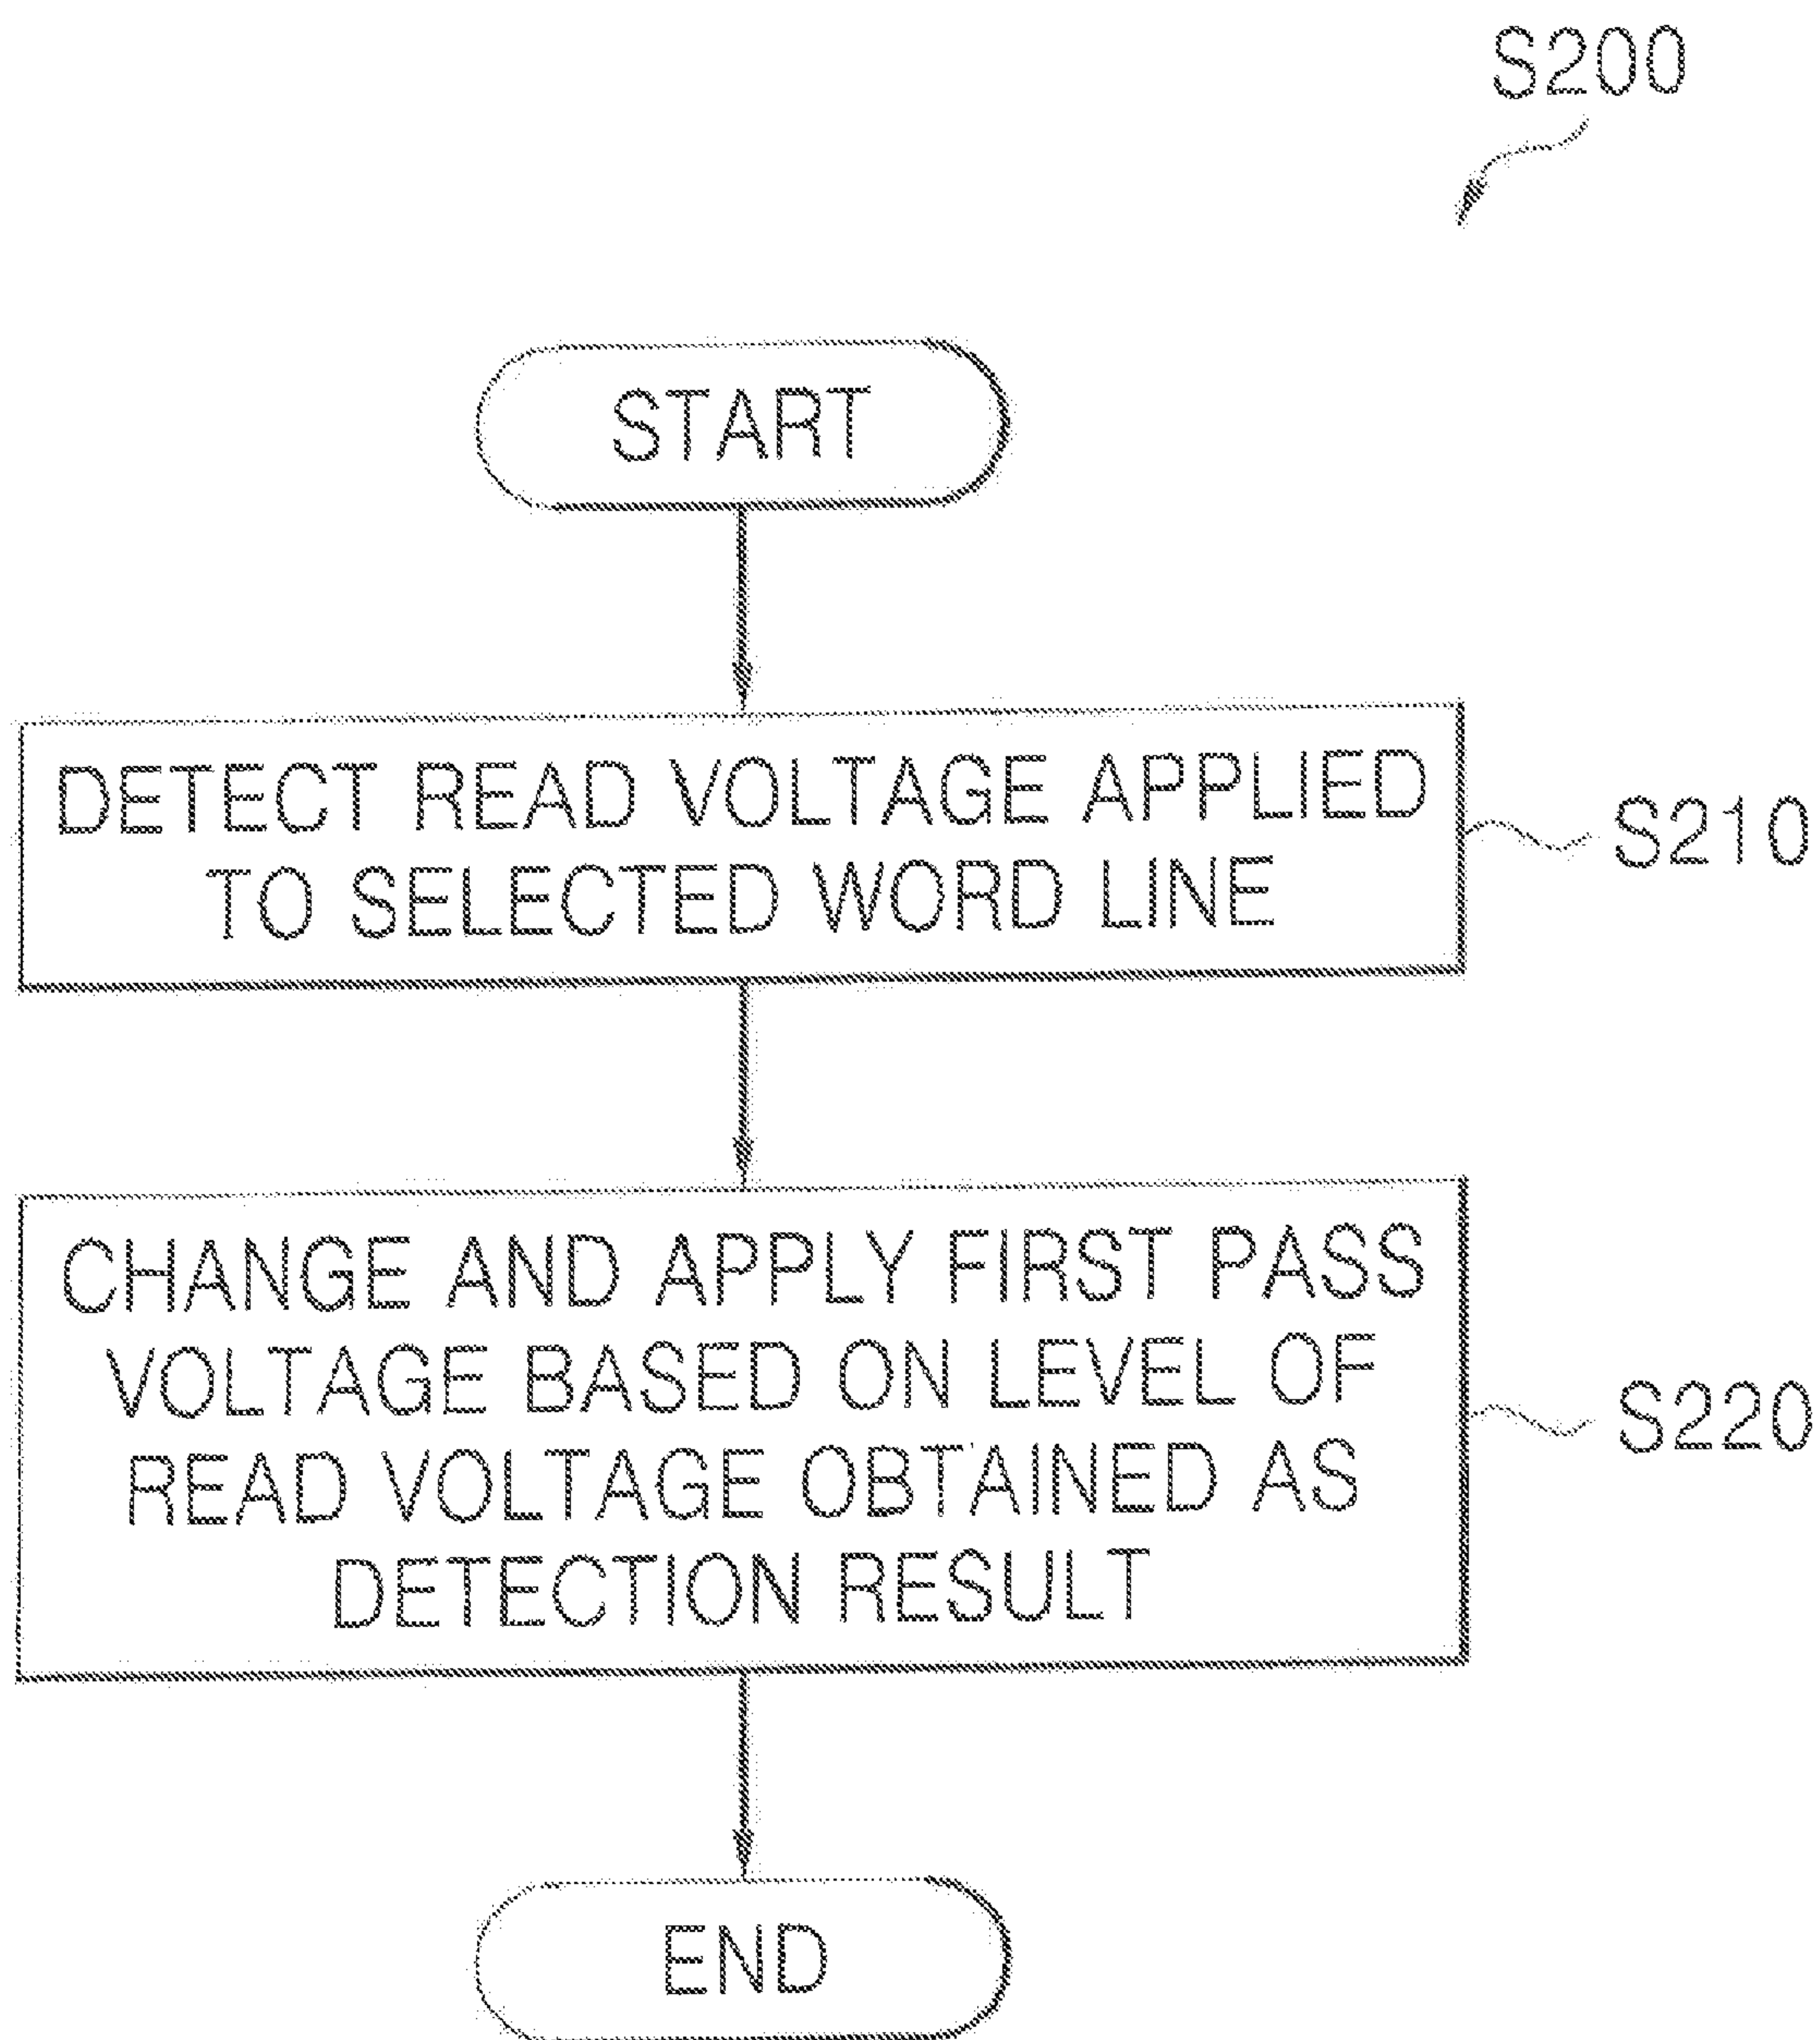 S200
START
DETECT READ VOLTAGE APPLIED
TO SELECTED WORD LINE
S210
CHANGE AND APPLY FIRST PASS
VOLTAGE BASED ON LEVEL OF
READ VOLTAGE OBTAINED AS
DETECTION RESULT
S220
END